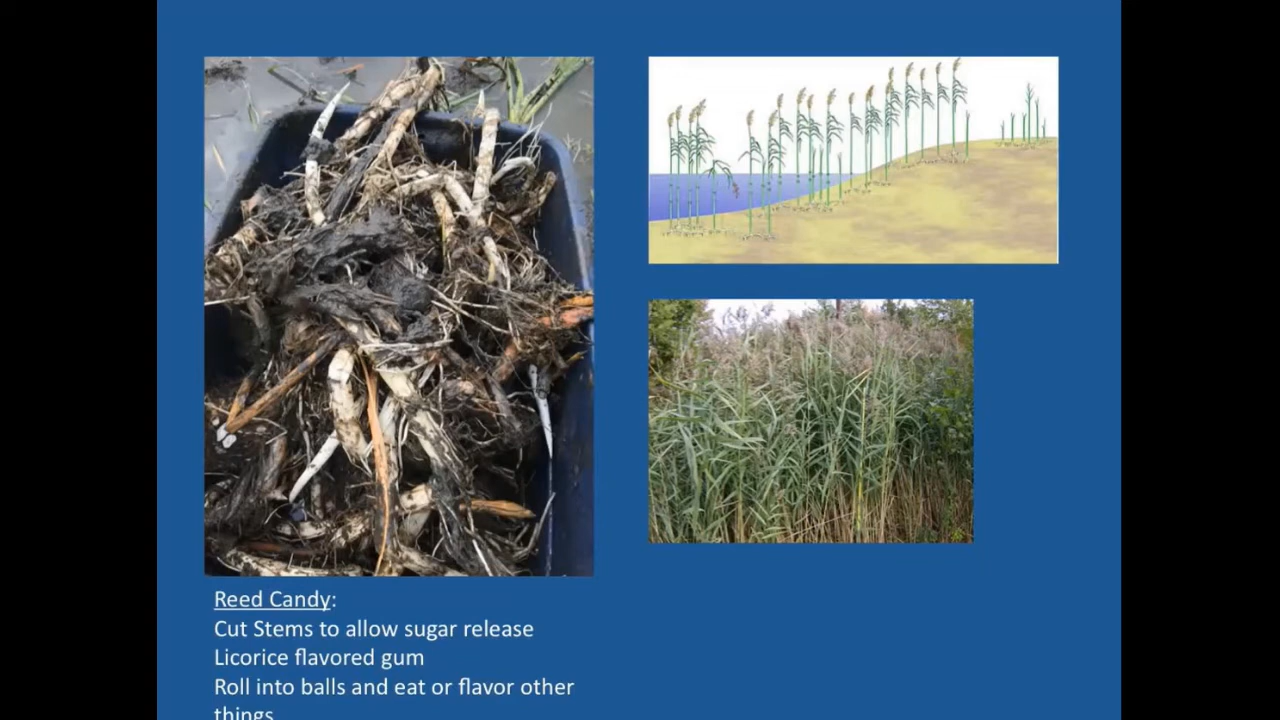 Reed Candy:
Cut Stems to allow sugar release
Licorice flavored gum
Roll into balls and eat or flavor other
things